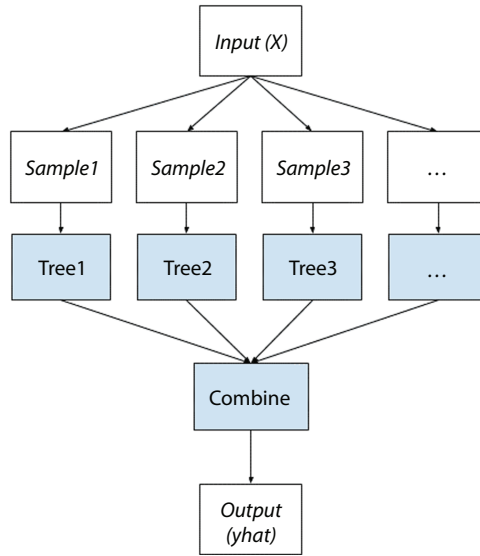 Input (X)
Sample1
Sample2
Sample3
...
Tree1
Tree2
Tree3
...
Combine
Output
(yhat)